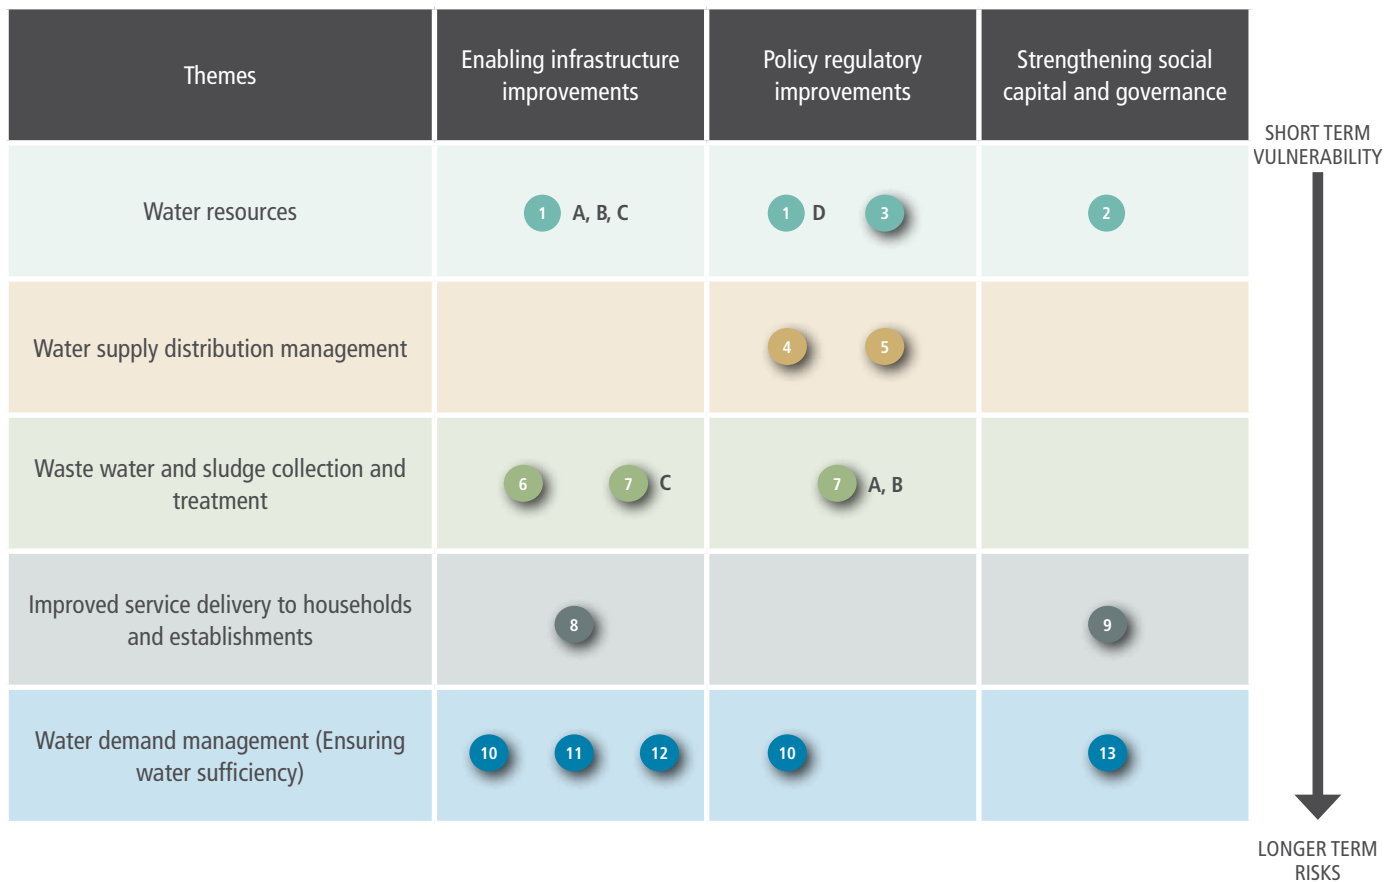 Themes
Enabling infrastructure
improvements
Policy regulatory
improvements
Strengthening social
capital and governance
SHORT TERM
VULNERABILITY
Water resources
1 A, B, C
1 D 3
2
Water supply distribution management
4 5
Waste water and sludge collection and
treatment
6 7 C
7 A, B
Improved service delivery to households
and establishments
8
9
Water demand management (Ensuring
water sufficiency)
10 11 12
10
13
LONGER TERM
RISKS